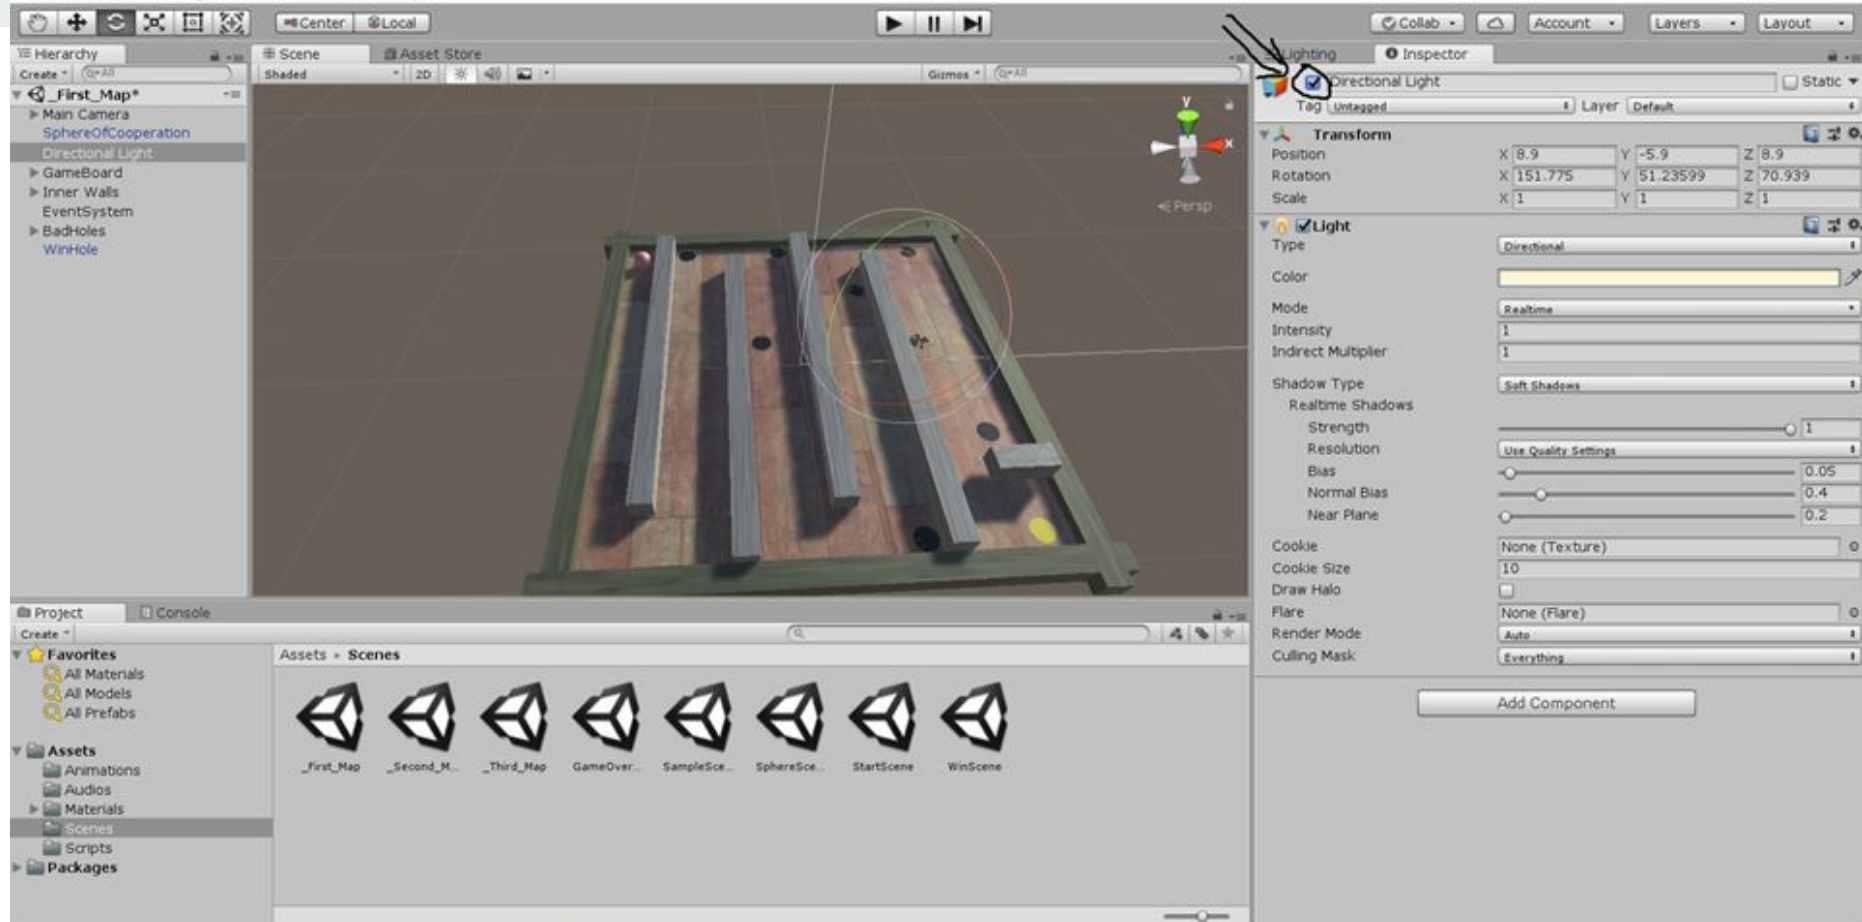 Center Local Collab Account Layers Layout
Hierarchy
Create All
_First_Map*
Main Camera
SphereOfCooperation
Directional Light
GameBoard
Inner Walls
EventSystem
BadHoles
WinHole
Scene Asset Store
Shaded 2D Gizmos All
Y
X
Persp
Lighting Inspector
Directional Light Static
Tag Untagged Layer Default
Transform
Position X 8.9 Y -5.9 Z 8.9
Rotation X 151.775 Y 51.23599 Z 70.939
Scale X 1 Y 1 Z 1
Light
Type Directional
Color
Mode Realtime
Intensity 1
Indirect Multiplier 1
Shadow Type Soft Shadows
Realtime Shadows
Strength 1
Resolution Use Quality Settings
Bias 0.05
Normal Bias 0.4
Near Plane 0.2
Cookie None (Texture)
Cookie Size 10
Draw Halo
Flare None (Flare)
Render Mode Auto
Culling Mask Everything
Add Component
Project Console
Create
Favorites
All Materials
All Models
All Prefabs
Assets
Animations
Audios
Materials
Scenes
Scripts
Packages
Assets Scenes
_First_Map _Second_M... _Third_Map GameOver... SampleSce... SphereSce... StartScene WinScene